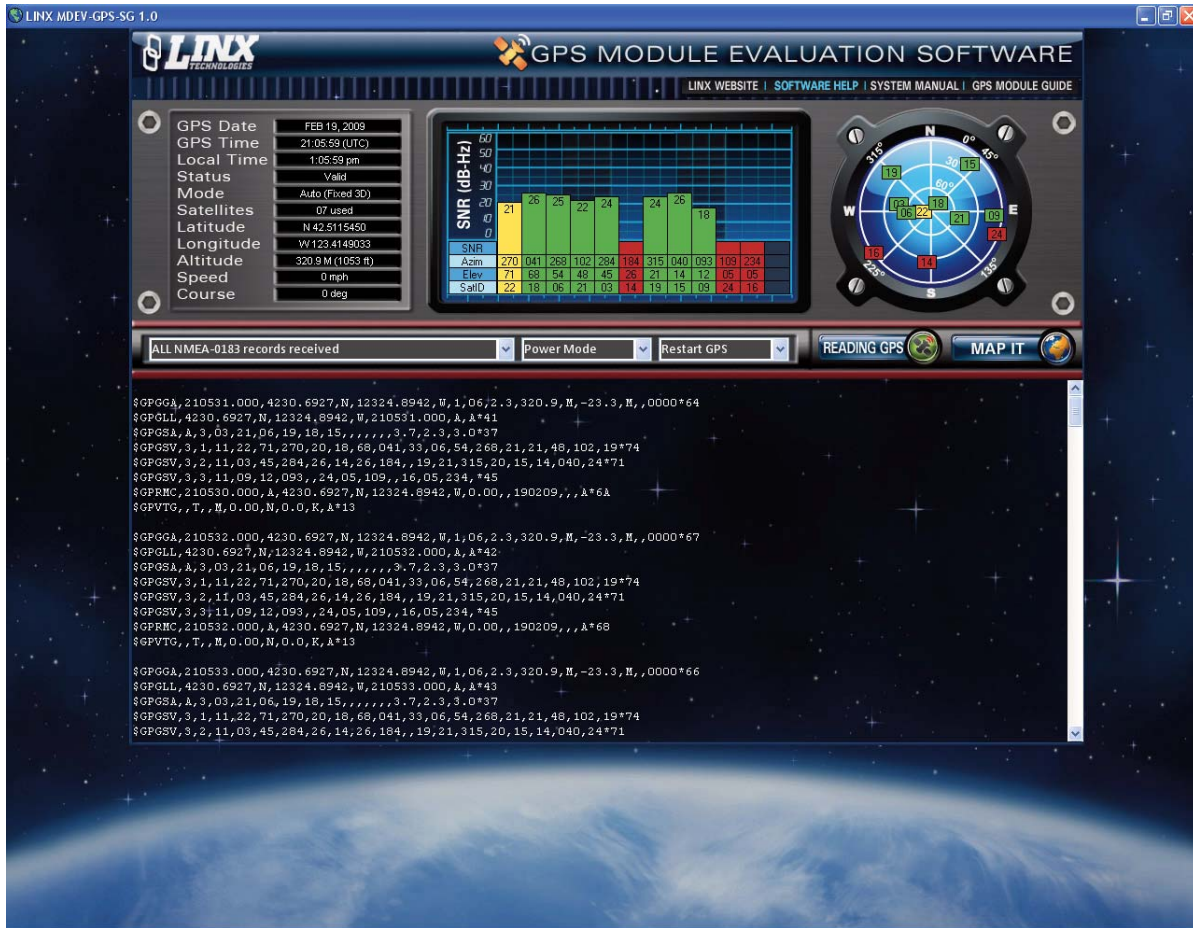 LINX MDEV-GPS-SG 1.0
LINX
TECHNOLOGIES
GPS MODULE EVALUATION SOFTWARE
LINX WEBSITE | SOFTWARE HELP | SYSTEM MANUAL | GPS MODULE GUIDE
GPS Date FEB 19, 2009
GPS Time 21:05:59 (UTC)
Local Time 1:05:59 pm
Status Valid
Mode Auto (Fixed 3D)
Satellites 07 used
Latitude N 42.5115450
Longitude W 123.4149033
Altitude 320.9 M (1053 ft)
Speed 0 mph
Course 0 deg
SNR (dB-Hz)
60
50
40
30
20
10
0
21 26 25 22 24 24 26 18
SNR
Azim 270 041 268 102 284 184 315 040 093 109 234
Elev 71 68 54 48 45 26 21 14 12 05 05
SatID 22 18 06 21 03 14 19 15 09 24 16
N 0° 45°
315°
30 15
19
60°
03 18
W 06 22 21 09 E
24
16
14
225° S 135°
ALL NMEA-0183 records received
Power Mode
Restart GPS
READING GPS
MAP IT
$GPGGA,210531.000,4230.6927,N,12324.8942,W,1,06,2.3,320.9,M,-23.3,M,,0000*64
$GPGLL,4230.6927,N,12324.8942,W,210531.000,A,A*41
$GPGSA,A,3,03,21,06,19,18,15,,,,,,,3.7,2.3,3.0*37
$GPGSV,3,1,11,22,71,270,20,18,68,041,33,06,54,268,21,21,48,102,19*74
$GPGSV,3,2,11,03,45,284,26,14,26,184,,19,21,315,20,15,14,040,24*71
$GPGSV,3,3,11,09,12,093,,24,05,109,,16,05,234,*45
$GPRMC,210530.000,A,4230.6927,N,12324.8942,W,0.00,,190209,,,A*6A
$GPVTG,,T,,M,0.00,N,0.0,K,A*13
$GPGGA,210532.000,4230.6927,N,12324.8942,W,1,06,2.3,320.9,M,-23.3,M,,0000*67
$GPGLL,4230.6927,N,12324.8942,W,210532.000,A,A*42
$GPGSA,A,3,03,21,06,19,18,15,,,,,,,3.7,2.3,3.0*37
$GPGSV,3,1,11,22,71,270,20,18,68,041,33,06,54,268,21,21,48,102,19*74
$GPGSV,3,2,11,03,45,284,26,14,26,184,,19,21,315,20,15,14,040,24*71
$GPGSV,3,3,11,09,12,093,,24,05,109,,16,05,234,*45
$GPRMC,210532.000,A,4230.6927,N,12324.8942,W,0.00,,190209,,,A*68
$GPVTG,,T,,M,0.00,N,0.0,K,A*13
$GPGGA,210533.000,4230.6927,N,12324.8942,W,1,06,2.3,320.9,M,-23.3,M,,0000*66
$GPGLL,4230.6927,N,12324.8942,W,210533.000,A,A*43
$GPGSA,A,3,03,21,06,19,18,15,,,,,,,3.7,2.3,3.0*37
$GPGSV,3,1,11,22,71,270,20,18,68,041,33,06,54,268,21,21,48,102,19*74
$GPGSV,3,2,11,03,45,284,26,14,26,184,,19,21,315,20,15,14,040,24*71